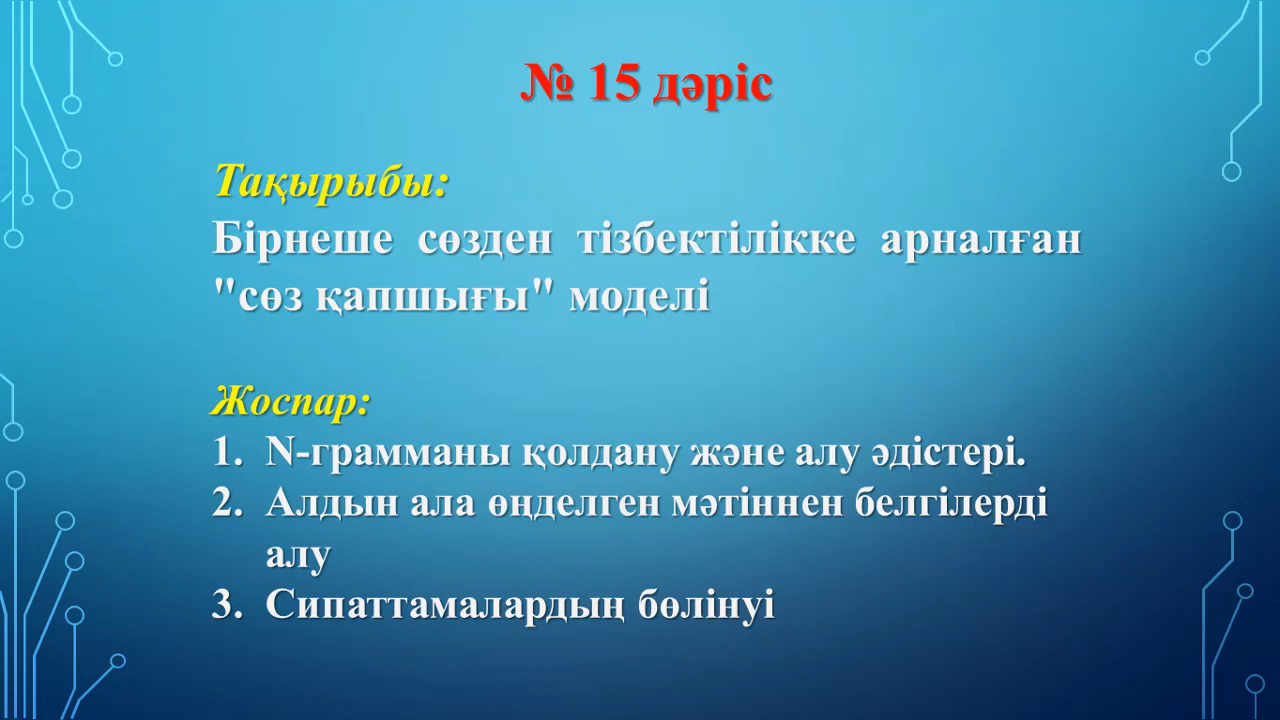 № 15 дәріс
Тақырыбы:
Бірнеше сөзден тізбектілікке арналған
"сөз қапшығы" моделі
Жоспар:
1. N-грамманы қолдану және алу әдістері.
2. Алдын ала өңделген мәтіннен белгілерді
алу
3. Сипаттамалардың бөлінуі